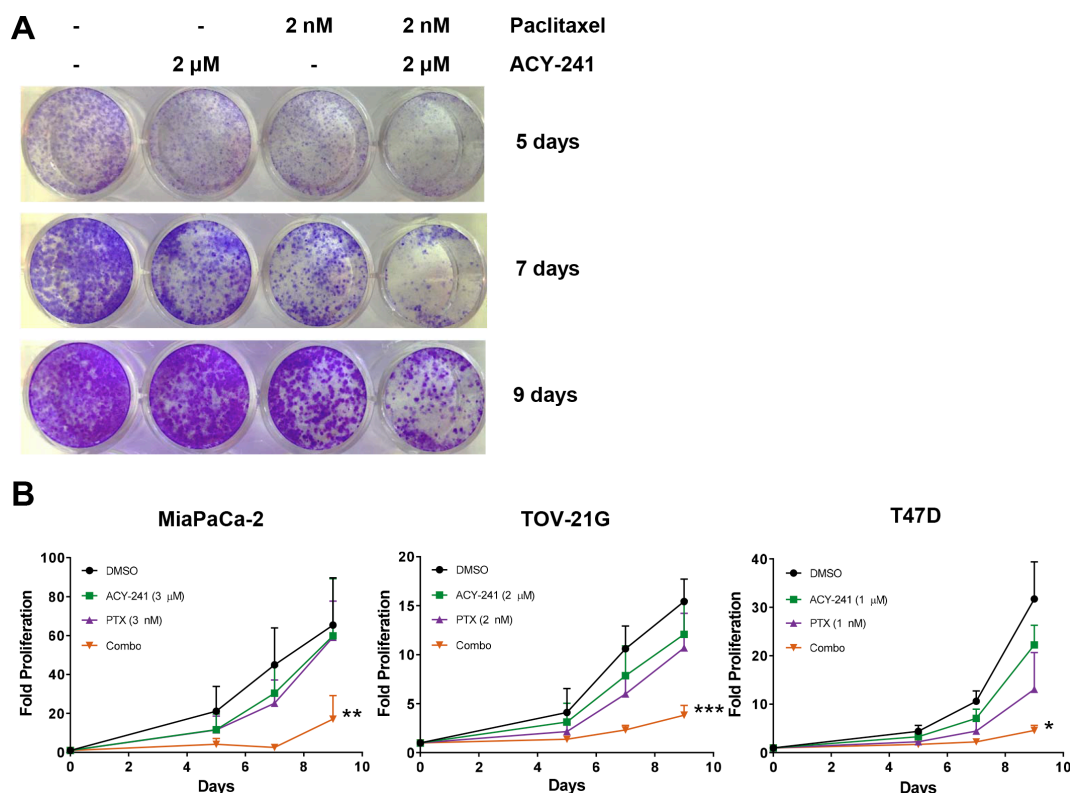 A
- - 2 nM 2 nM Paclitaxel
- 2 μM - 2 μM ACY-241
5 days
7 days
9 days
B
MiaPaCa-2
Fold Proliferation
100
80
60
40
20
0
DMSO
ACY-241 (3 μM)
PTX (3 nM)
Combo
**
0 2 4 6 8 10
Days
TOV-21G
Fold Proliferation
20
15
10
5
0
DMSO
ACY-241 (2 μM)
PTX (2 nM)
Combo
***
0 2 4 6 8 10
Days
T47D
Fold Proliferation
40
30
20
10
0
DMSO
ACY-241 (1 μM)
PTX (1 nM)
Combo
*
0 2 4 6 8 10
Days